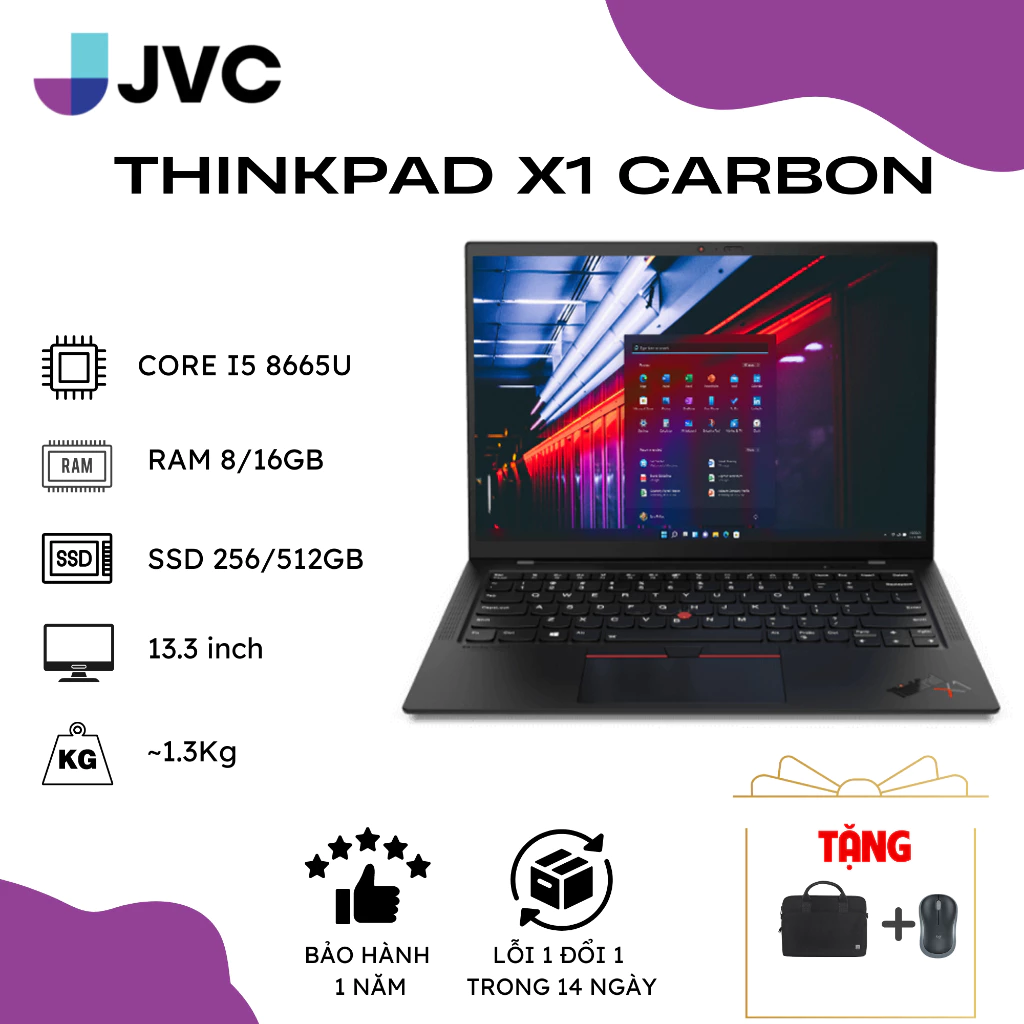 JVC
THINKPAD X1 CARBON
CORE I5 8665U
RAM
RAM 8/16GB
SSD
SSD 256/512GB
13.3 inch
KG
~1.3Kg
TẶNG
BẢO HÀNH
1 NĂM
LỖI 1 ĐỔI 1
TRONG 14 NGÀY